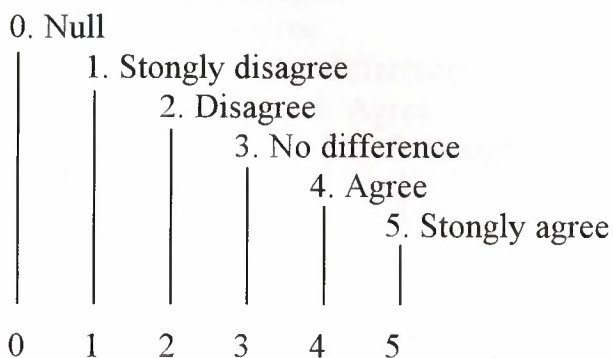 0. Null
1. Stongly disagree
2. Disagree
3. No difference
4. Agree
5. Stongly agree
0 1 2 3 4 5